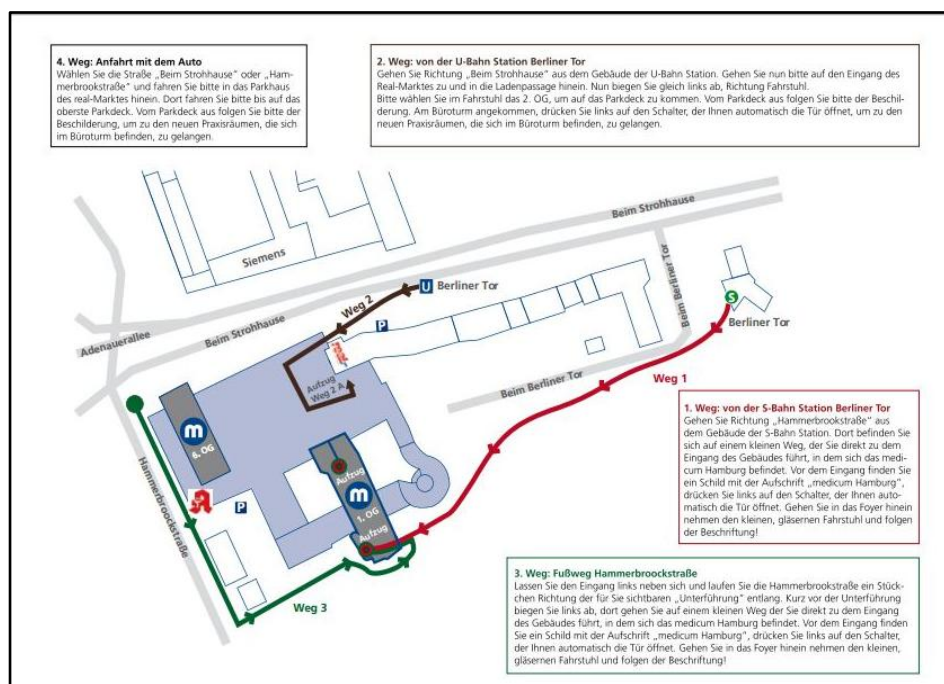 4. Weg: Anfahrt mit dem Auto
Wählen Sie die Straße „Beim Strohhause" oder „Ham-
merbrookstraße" und fahren Sie bitte in das Parkhaus
des real-Marktes hinein. Dort fahren Sie bitte bis auf das
oberste Parkdeck. Vom Parkdeck aus folgen Sie bitte der
Beschilderung, um zu den neuen Praxisräumen, die sich
im Büroturm befinden, zu gelangen.
2. Weg: von der U-Bahn Station Berliner Tor
Gehen Sie Richtung „Beim Strohhause" aus dem Gebäude der U-Bahn Station. Gehen Sie nun bitte auf den Eingang des
Real-Marktes zu und in die Ladenpassage hinein. Nun biegen Sie gleich links ab, Richtung Fahrstuhl.
Bitte wählen Sie im Fahrstuhl das 2. OG, um auf das Parkdeck zu kommen. Vom Parkdeck aus folgen Sie bitte der Beschil-
derung. Am Büroturm angekommen, drücken Sie links auf den Schalter, der Ihnen automatisch die Tür öffnet, um zu den
neuen Praxisräumen, die sich im Büroturm befinden, zu gelangen.
Beim Strohhause
Siemens
Beim Berliner Tor
U Berliner Tor
S
Berliner Tor
Weg 2
P
Beim Strohhause
Adenauerallee
Aufzug
Weg 2 A
Beim Berliner Tor
Weg 1
m
6. OG
Hammerbroockstraße
P
Aufzug
m
1. OG
Aufzug
Weg 3
1. Weg: von der S-Bahn Station Berliner Tor
Gehen Sie Richtung „Hammerbrookstraße" aus
dem Gebäude der S-Bahn Station. Dort befinden Sie
sich auf einem kleinen Weg, der Sie direkt zu dem
Eingang des Gebäudes führt, in dem sich das medi-
cum Hamburg befindet. Vor dem Eingang finden Sie
ein Schild mit der Aufschrift „medicum Hamburg",
drücken Sie links auf den Schalter, der Ihnen auto-
matisch die Tür öffnet. Gehen Sie in das Foyer hinein
nehmen den kleinen, gläsernen Fahrstuhl und folgen
der Beschriftung!
3. Weg: Fußweg Hammerbroockstraße
Lassen Sie den Eingang links neben sich und laufen Sie die Hammerbrookstraße ein Stück-
chen Richtung der für Sie sichtbaren „Unterführung" entlang. Kurz vor der Unterführung
biegen Sie links ab, dort gehen Sie auf einem kleinen Weg der Sie direkt zu dem Eingang
des Gebäudes führt, in dem sich das medicum Hamburg befindet. Vor dem Eingang finden
Sie ein Schild mit der Aufschrift „medicum Hamburg", drücken Sie links auf den Schalter,
der Ihnen automatisch die Tür öffnet. Gehen Sie in das Foyer hinein nehmen den kleinen,
gläsernen Fahrstuhl und folgen der Beschriftung!